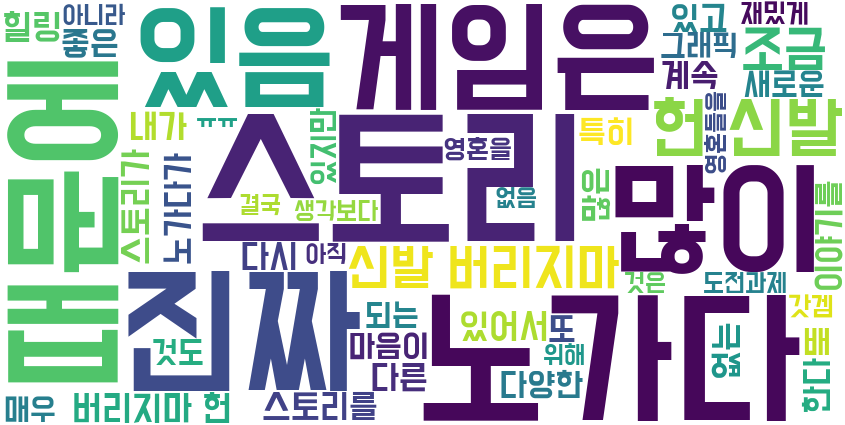 힐링
아니라
좋은
있음
게임은
있고
재밌게
그래픽
조금
계속
새로운
때문에
내가
ㅠㅠ
있지만
스토리
영혼을
특히
헌
신발
영혼들을
스토리가
노가다가
결국
생각보다
없음
많은
많이
이야기를
다시
아직
신발 버리지마
것은
도전과제
진짜
되는
있어서
또
노가다
없는
갓겜
배
것도
마음이
다른
위해
다양한
한다
매우
버리지마 헌
스토리를